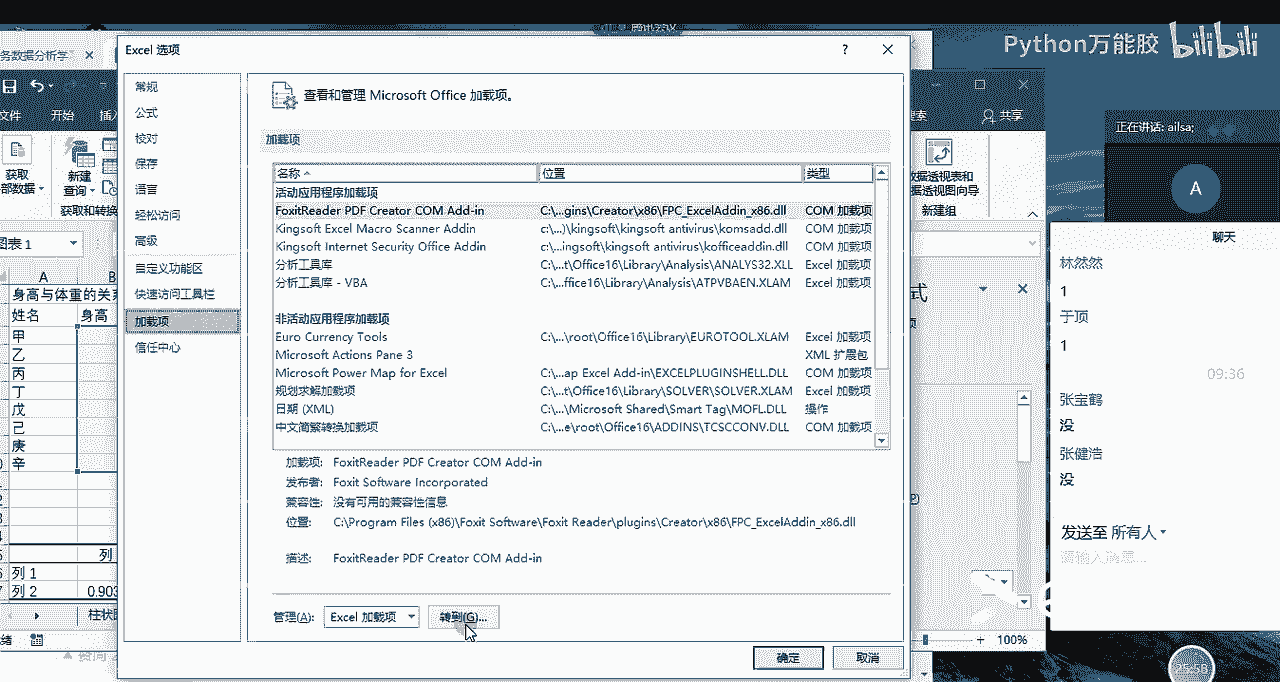 Python万能胶 bilibili
腾讯会议
务数据分析学
Excel 选项
文件 开始 插入
共享
获取
部数据
新建
查询
获取和转换
图表 1
A B
身高与体重的关系
姓名 身高
甲
乙
丙
丁
戊
己
庚
辛
列
列 1
列 2 0.903
柱状图
常规
公式
校对
保存
语言
轻松访问
高级
自定义功能区
快速访问工具栏
加载项
信任中心
查看和管理 Microsoft Office 加载项。
加载项
名称 位置 类型
活动应用程序加载项
FoxitReader PDF Creator COM Add-in C:\...gins\Creator\x86\FPC_ExcelAddin_x86.dll COM 加载项
Kingsoft Excel Macro Scanner Addin c:\...)\kingsoft\kingsoft antivirus\komsadd.dll COM 加载项
Kingsoft Internet Security Office Addin c:\...ingsoft\kingsoft antivirus\kofficeaddin.dll COM 加载项
分析工具库 C:\...t\Office16\Library\Analysis\ANALYS32.XLL Excel 加载项
分析工具库 - VBA C:\...ffice16\Library\Analysis\ATPVBAEN.XLAM Excel 加载项
非活动应用程序加载项
Euro Currency Tools C:\...\root\Office16\Library\EUROTOOL.XLAM Excel 加载项
Microsoft Actions Pane 3 XML 扩展包
Microsoft Power Map for Excel C:\...ap Excel Add-in\EXCELPLUGINSHELL.DLL COM 加载项
规划求解加载项 C:\...t\Office16\Library\SOLVER\SOLVER.XLAM Excel 加载项
日期 (XML) C:\...\Microsoft Shared\Smart Tag\MOFL.DLL 操作
中文简繁转换加载项 C:\...e\root\Office16\ADDINS\TCSCCONV.DLL COM 加载项
加载项: FoxitReader PDF Creator COM Add-in
发布者: Foxit Software Incorporated
兼容性: 没有可用的兼容性信息
位置: C:\Program Files (x86)\Foxit Software\Foxit Reader\plugins\Creator\x86\FPC_ExcelAddin_x86.dll
描述: FoxitReader PDF Creator COM Add-in
管理(A): Excel 加载项 转到(G)...
确定 取消
数据透视表和
数据透视图向导
新建组
100%
正在讲话: ailsa;
A
聊天
林然然
1
于顶
1
09:36
张宝鹤
没
张健浩
没
发送至 所有人
请输入消息...